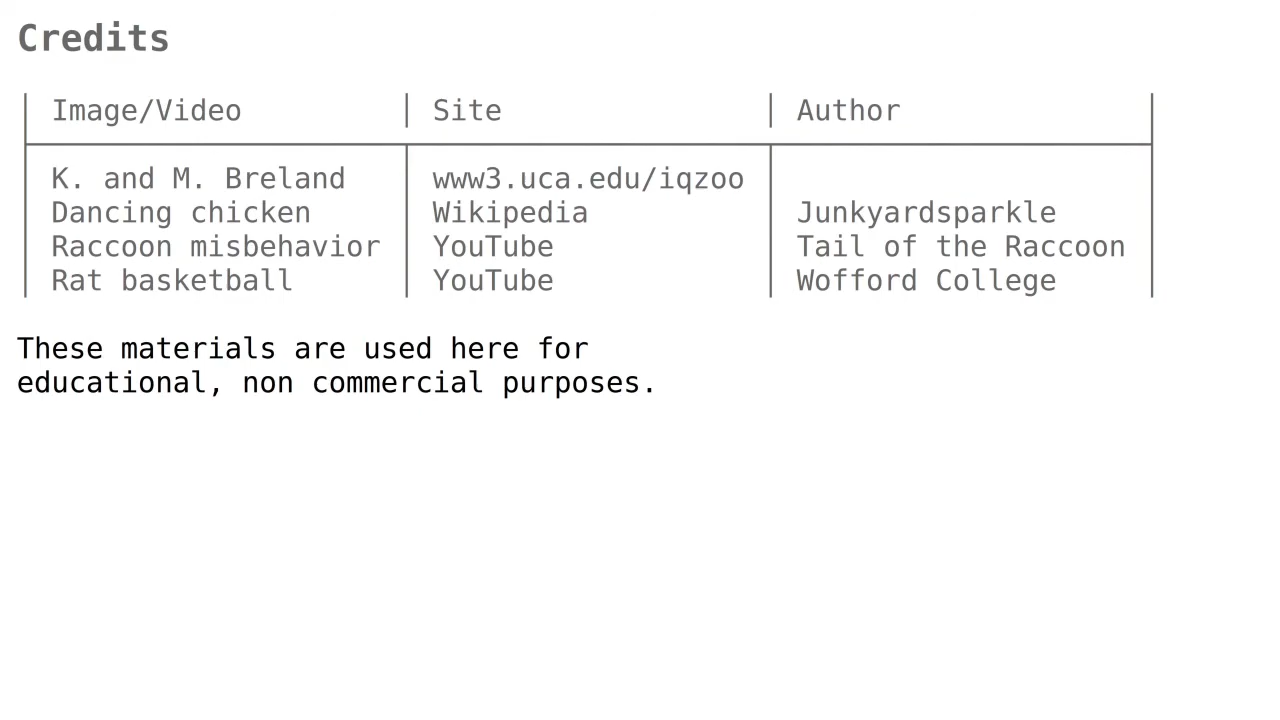 Credits
Image/Video Site Author
K. and M. Breland www3.uca.edu/iqzoo
Dancing chicken Wikipedia Junkyardsparkle
Raccoon misbehavior YouTube Tail of the Raccoon
Rat basketball YouTube Wofford College
These materials are used here for
educational, non commercial purposes.